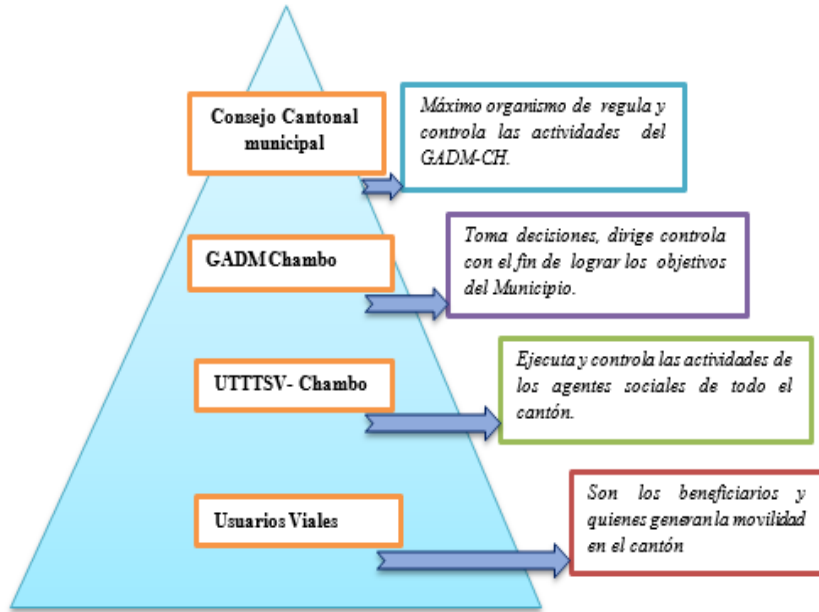 Consejo Cantonal
municipal
Máximo organismo de regula y
controla las actividades del
GADM-CH.
GADM Chambo
Toma decisiones, dirige controla
con el fin de lograr los objetivos
del Municipio.
UTTTSV- Chambo
Ejecuta y controla las actividades de
los agentes sociales de todo el
cantón.
Usuarios Viales
Son los beneficiarios y
quienes generan la movilidad
en el cantón